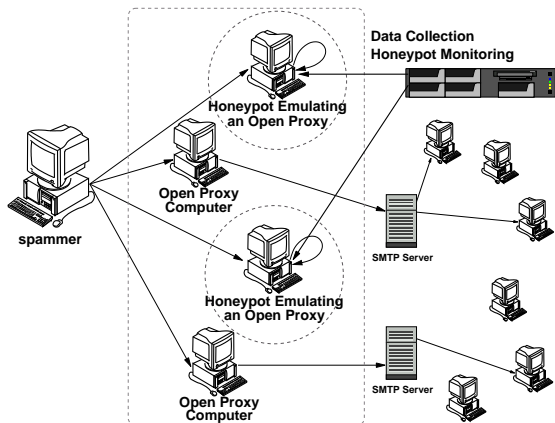 Data Collection
Honeypot Monitoring
Honeypot Emulating
an Open Proxy
Open Proxy
Computer
spammer
SMTP Server
Honeypot Emulating
an Open Proxy
SMTP Server
Open Proxy
Computer